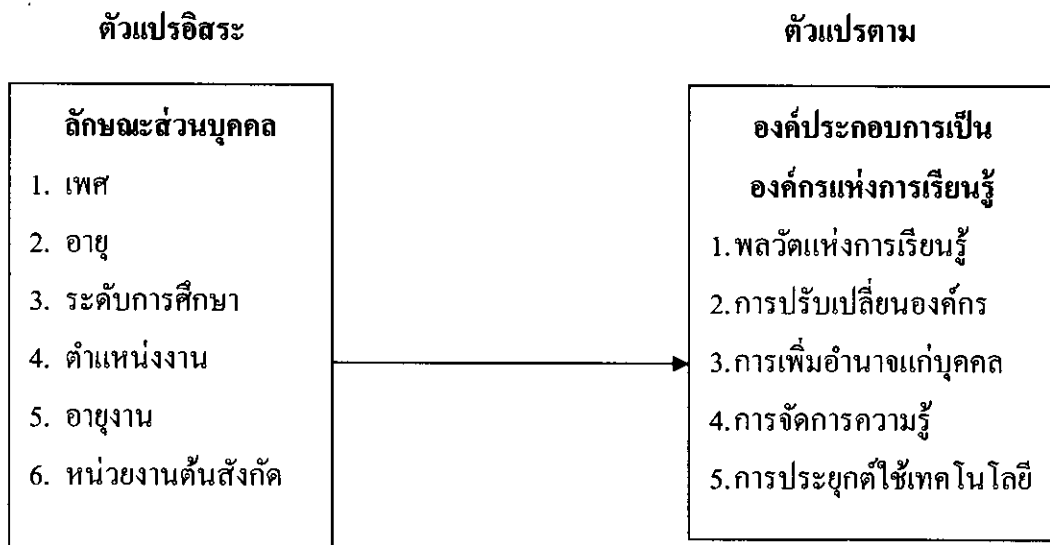 ตัวแปรอิสระ
ลักษณะส่วนบุคคล
1. เพศ
2. อายุ
3. ระดับการศึกษา
4. ตำแหน่งงาน
5. อายุงาน
6. หน่วยงานต้นสังกัด
ตัวแปรตาม
องค์ประกอบการเป็น
องค์กรแห่งการเรียนรู้
1.พลวัตแห่งการเรียนรู้
2.การปรับเปลี่ยนองค์กร
3.การเพิ่มอำนาจแก่บุคคล
4.การจัดการความรู้
5.การประยุกต์ใช้เทคโนโลยี